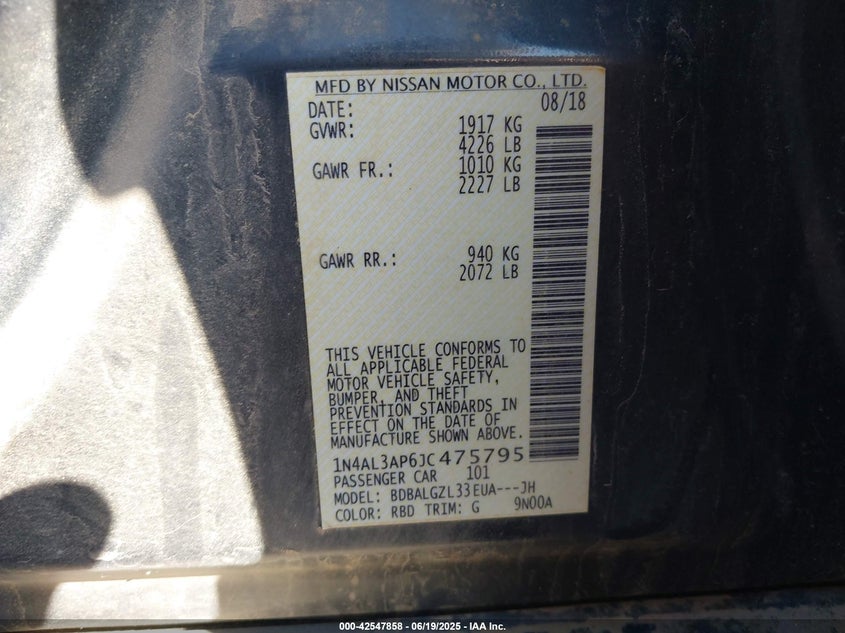 MFD BY NISSAN MOTOR CO., LTD.
DATE: 08/18
GVWR: 1917 KG
4226 LB
GAWR FR.: 1010 KG
2227 LB
GAWR RR.: 940 KG
2072 LB
THIS VEHICLE CONFORMS TO
ALL APPLICABLE FEDERAL
MOTOR VEHICLE SAFETY,
BUMPER, AND THEFT
PREVENTION STANDARDS IN
EFFECT ON THE DATE OF
MANUFACTURE SHOWN ABOVE.
1N4AL3AP6JC475795
PASSENGER CAR 101
MODEL: BDBALGZL33EUA---JH
COLOR: RBD TRIM: G 9N00A
000-42547858 - 06/19/2025 - IAA Inc.